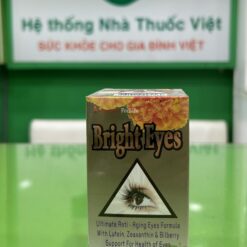 Hệ thống Nhà Thuốc Việt
SỨC KHỎE CHO GIA ĐÌNH VIỆT
Bright Eyes
Ultimate Anti - Aging Eyes Formula
With Lutein, Zeaxanthin & Bilberry
Support For Health of Eyes